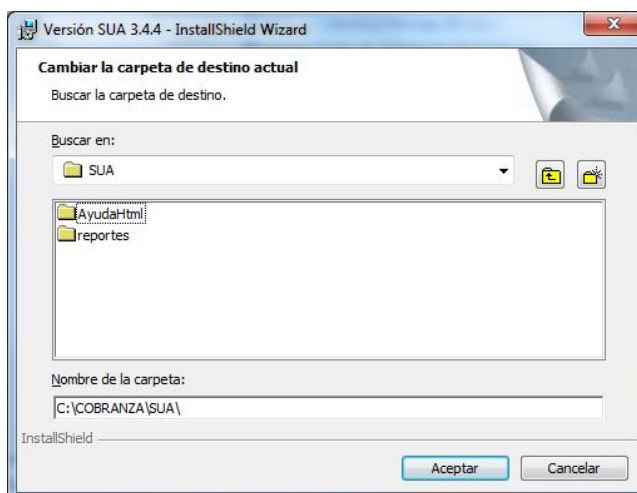 Versión SUA 3.4.4 - InstallShield Wizard
Cambiar la carpeta de destino actual
Buscar la carpeta de destino.
Buscar en:
SUA
AyudaHtml
reportes
Nombre de la carpeta:
C:\COBRANZA\SUA\
InstallShield
Aceptar
Cancelar